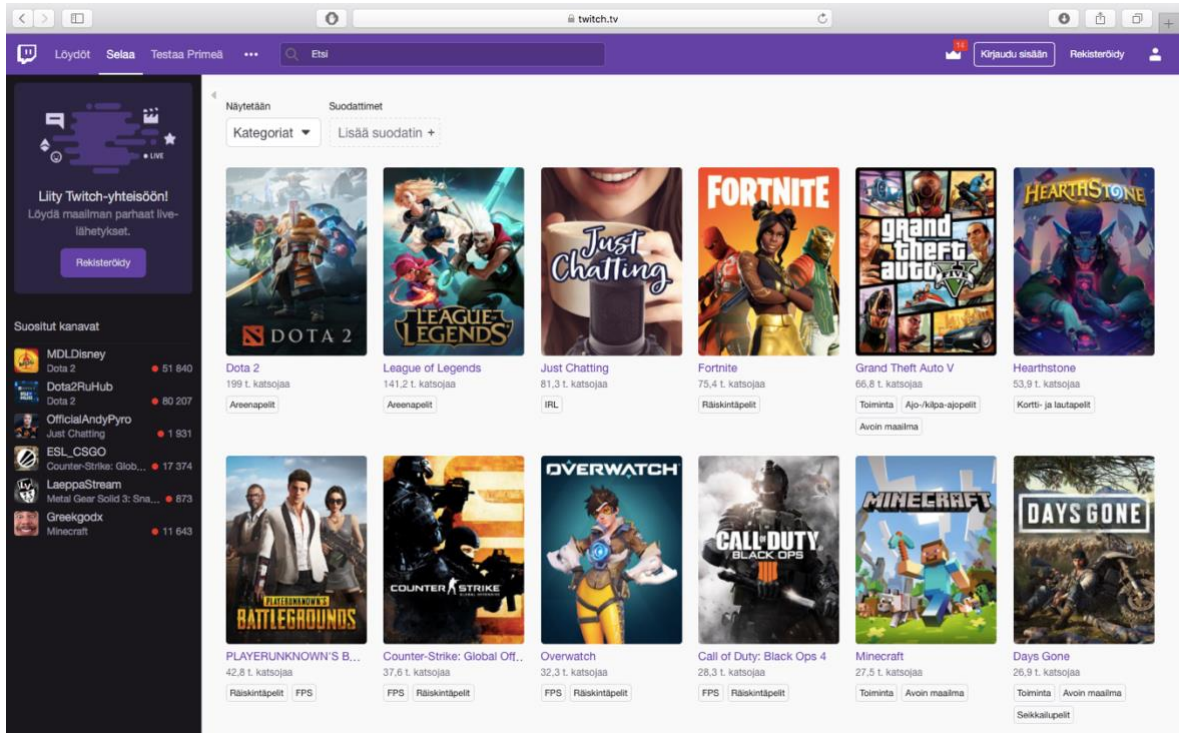 twitch.tv
Löydöt Selaa Testaa Primeä ••• Etsi 14 Kirjaudu sisään Rekisteröidy
LIVE
Liity Twitch-yhteisöön!
Löydä maailman parhaat live-
lähetykset.
Rekisteröidy
Suositut kanavat
MDLDisney
Dota 2 51 840
Dota2RuHub
Dota 2 80 207
OfficialAndyPyro
Just Chatting 1 931
ESL_CSGO
Counter-Strike: Glob... 17 374
LaeppaStream
Metal Gear Solid 3: Sna... 873
Greekgodx
Minecraft 11 643
Näytetään Suodattimet
Kategoriat Lisää suodatin +
DOTA 2
LEAGUE OF LEGENDS
Just Chatting
FORTNITE
grand theft auto FIVE
HEARTHSTONE
Dota 2 League of Legends Just Chatting Fortnite Grand Theft Auto V Hearthstone
199 t. katsojaa 141,2 t. katsojaa 81,3 t. katsojaa 75,4 t. katsojaa 66,8 t. katsojaa 53,9 t. katsojaa
Areenapelit Areenapelit IRL Räiskintäpelit Toiminta Ajo-/kilpa-ajopelit Kortti- ja lautapelit
Avoin maailma
PLAYERUNKNOWN'S
BATTLEGROUNDS
COUNTER STRIKE
GLOBAL OFFENSIVE
OVERWATCH
CALL OF DUTY
BLACK OPS
IIII
MINECRAFT
DAYS GONE
PLAYERUNKNOWN'S B... Counter-Strike: Global Off... Overwatch Call of Duty: Black Ops 4 Minecraft Days Gone
42,8 t. katsojaa 37,6 t. katsojaa 32,3 t. katsojaa 28,3 t. katsojaa 27,5 t. katsojaa 26,9 t. katsojaa
Räiskintäpelit FPS FPS Räiskintäpelit FPS Räiskintäpelit FPS Räiskintäpelit Toiminta Avoin maailma Toiminta Avoin maailma
Seikkailupelit